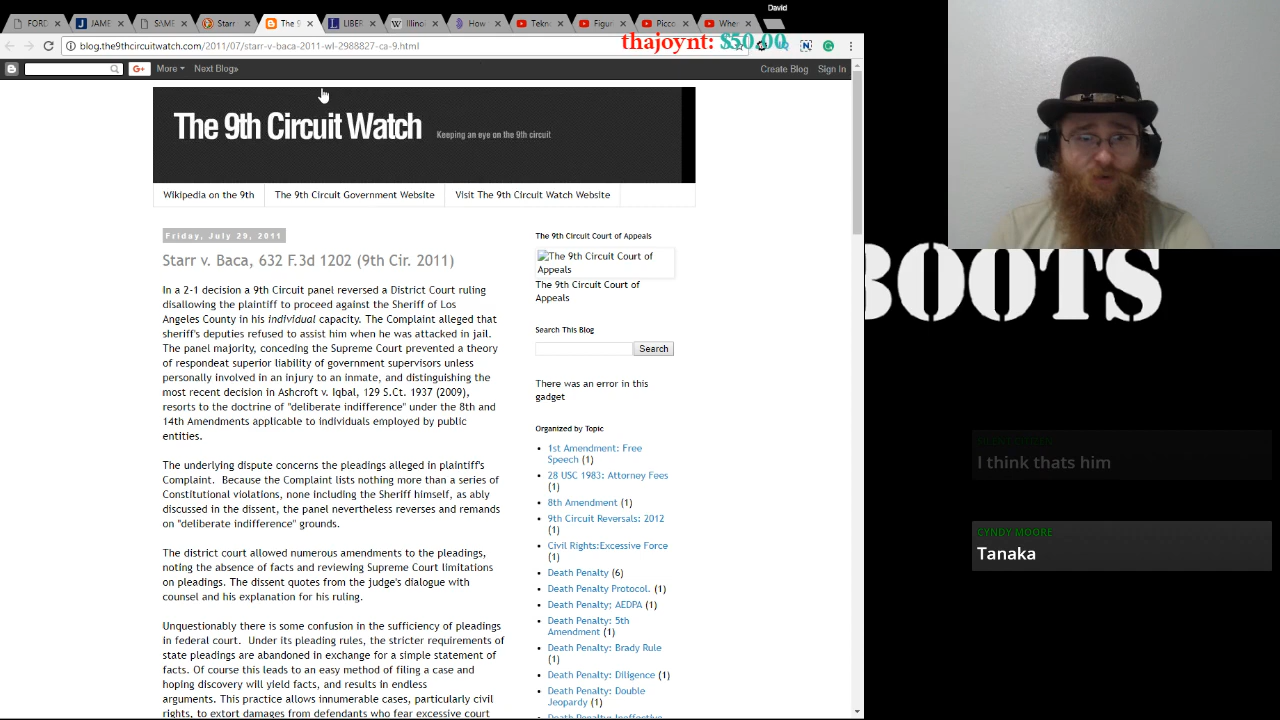 David
FORD
JAME
SAME
Starr
The 9
LIBER
Illinoi
How
Tekn
Figur
Picco
Whe
blog.the9thcircuitwatch.com/2011/07/starr-v-baca-2011-wl-2988827-ca-9.html
thajoynt: $50.00
G+
More
Next Blog»
Create Blog
Sign In
The 9th Circuit Watch
Keeping an eye on the 9th circuit
Wikipedia on the 9th
The 9th Circuit Government Website
Visit The 9th Circuit Watch Website
Friday, July 29, 2011
Starr v. Baca, 632 F.3d 1202 (9th Cir. 2011)
In a 2-1 decision a 9th Circuit panel reversed a District Court ruling
disallowing the plaintiff to proceed against the Sheriff of Los
Angeles County in his individual capacity. The Complaint alleged that
sheriff's deputies refused to assist him when he was attacked in jail.
The panel majority, conceding the Supreme Court prevented a theory
of respondeat superior liability of government supervisors unless
personally involved in an injury to an inmate, and distinguishing the
most recent decision in Ashcroft v. Iqbal, 129 S.Ct. 1937 (2009),
resorts to the doctrine of "deliberate indifference" under the 8th and
14th Amendments applicable to individuals employed by public
entities.
The underlying dispute concerns the pleadings alleged in plaintiff's
Complaint. Because the Complaint lists nothing more than a series of
Constitutional violations, none including the Sheriff himself, as ably
discussed in the dissent, the panel nevertheless reverses and remands
on "deliberate indifference" grounds.
The district court allowed numerous amendments to the pleadings,
noting the absence of facts and reviewing Supreme Court limitations
on pleadings. The dissent quotes from the judge's dialogue with
counsel and his explanation for his ruling.
Unquestionably there is some confusion in the sufficiency of pleadings
in federal court. Under its pleading rules, the stricter requirements of
state pleadings are abandoned in exchange for a simple statement of
facts. Of course this leads to an easy method of filing a case and
hoping discovery will yield facts, and results in endless
arguments. This practice allows innumerable cases, particularly civil
rights, to extort damages from defendants who fear excessive court
The 9th Circuit Court of Appeals
The 9th Circuit Court of
Appeals
The 9th Circuit Court of
Appeals
Search This Blog
Search
There was an error in this
gadget
Organized by Topic
1st Amendment: Free
Speech (1)
28 USC 1983: Attorney Fees
(1)
8th Amendment (1)
9th Circuit Reversals: 2012
(1)
Civil Rights:Excessive Force
(1)
Death Penalty (6)
Death Penalty Protocol. (1)
Death Penalty; AEDPA (1)
Death Penalty: 5th
Amendment (1)
Death Penalty: Brady Rule
(1)
Death Penalty: Diligence (1)
Death Penalty: Double
Jeopardy (1)
Death Penalty: Ineffective
BOOTS
I think thats him
CYNDY MOORE
Tanaka